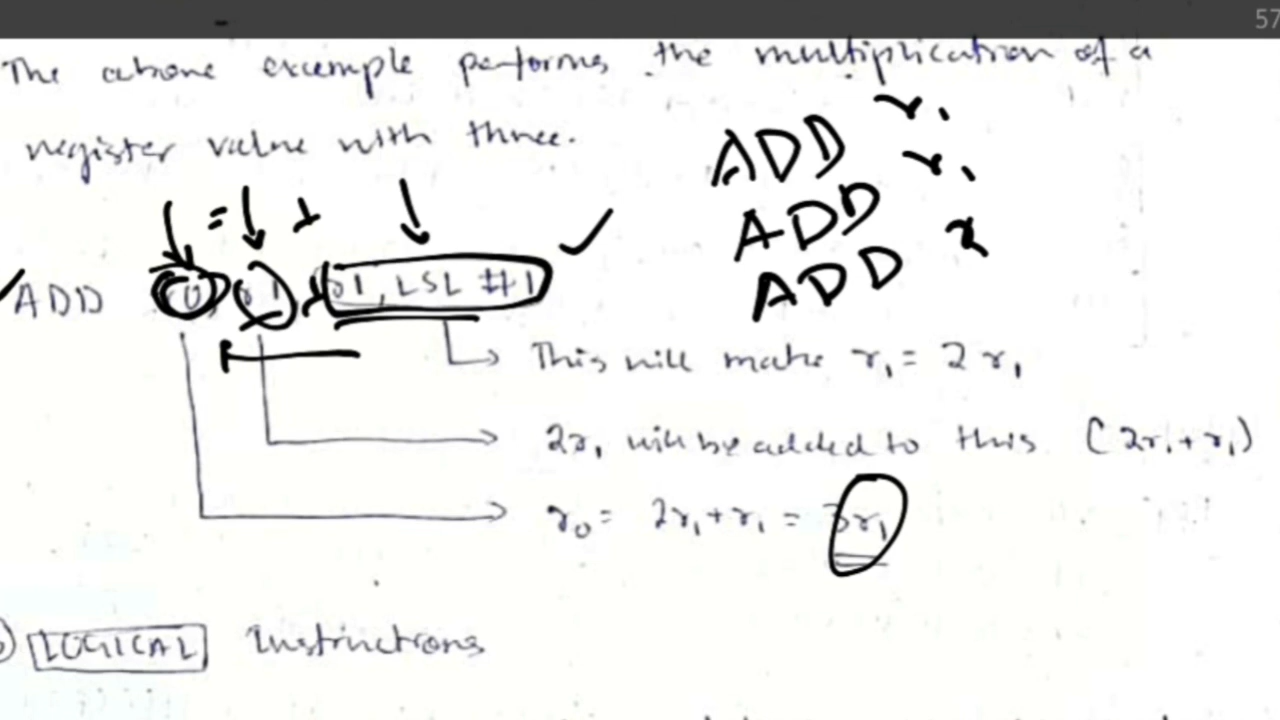 57
The above example performs the multiplication of a
register value with three.
ADD r1
ADD r1
ADD
= +
ADD r0, r1, r1, LSL #1
This will make r1 = 2r1
2r1 will be added to this (2r1+r1)
r0 = 2r1+r1 = 3r1
LOGICAL Instructions